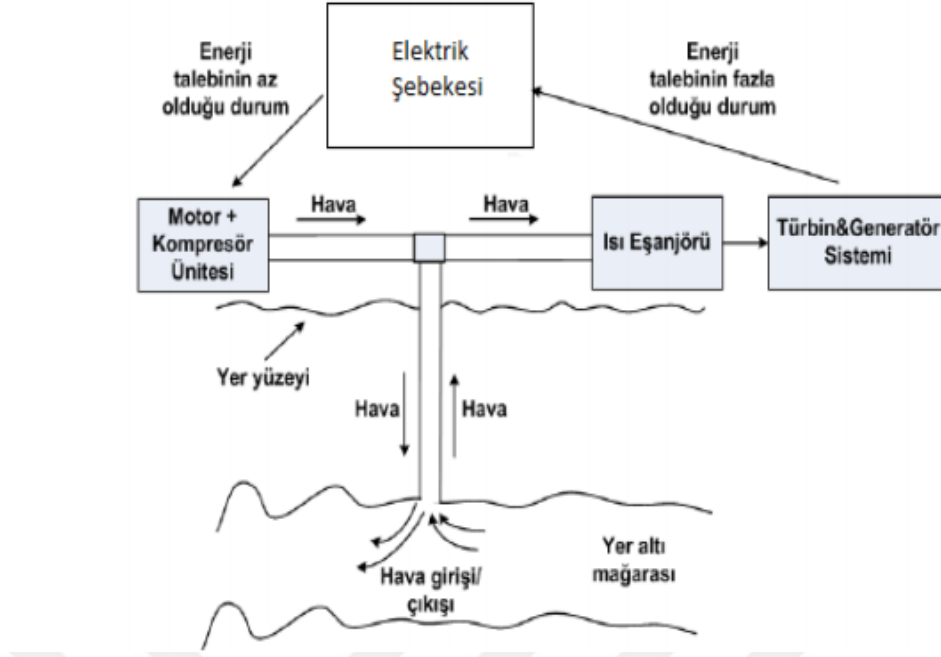 Enerji
talebinin az
olduğu durum
Elektrik
Şebekesi
Enerji
talebinin fazla
olduğu durum
Motor +
Kompresör
Ünitesi
Hava
Hava
Isı Eşanjörü
Türbin&Generatör
Sistemi
Yer yüzeyi
Hava
Hava
Hava girişi/
çıkışı
Yer altı
mağarası